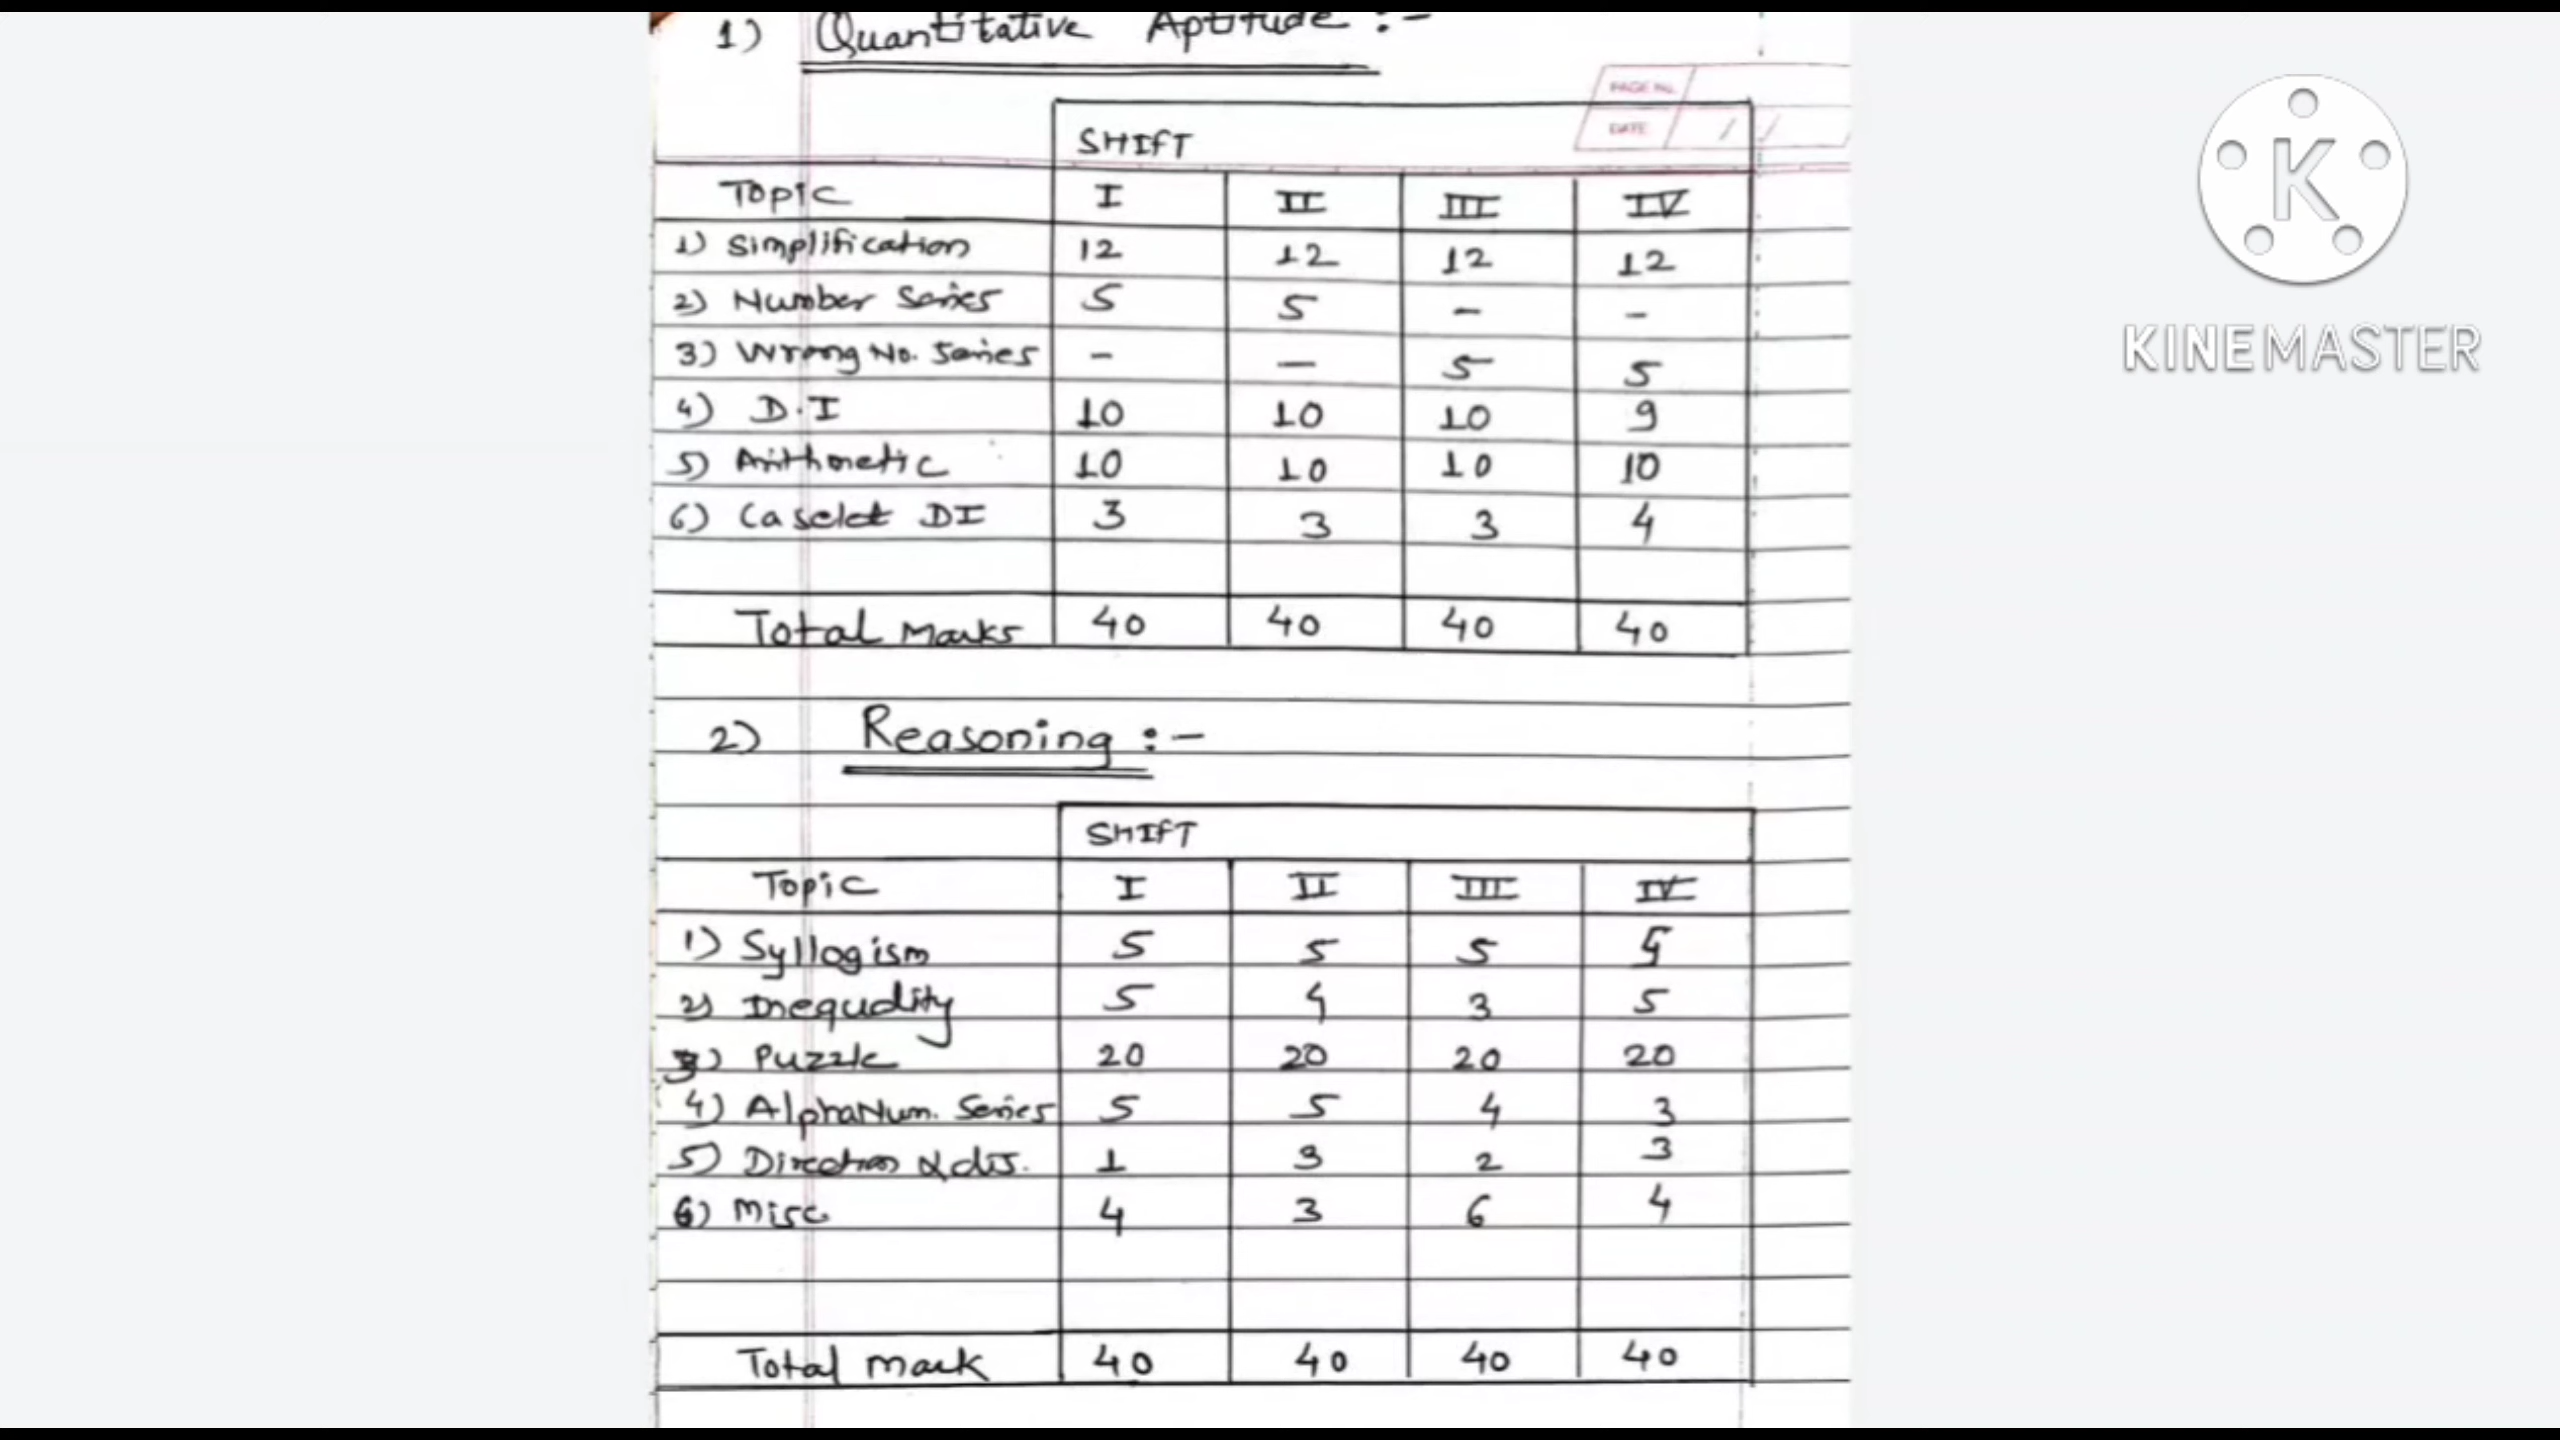 1) Quantitative Aptitude :-
PAGE No.
DATE / /
SHIFT
Topic I II III IV
1) Simplification 12 12 12 12
2) Number Series 5 5 - -
3) Wrong No. Series - - 5 5
4) D.I 10 10 10 9
5) Arithmetic 10 10 10 10
6) Caselet DI 3 3 3 4
Total Marks 40 40 40 40
2) Reasoning :-
SHIFT
Topic I II III IV
1) Syllogism 5 5 5 5
2) Inequality 5 4 3 5
3) Puzzle 20 20 20 20
4) AlphaNum. Series 5 5 4 3
5) Direction & dis. 1 3 2 3
6) Misc 4 3 6 4
Total mark 40 40 40 40
K
KINEMASTER